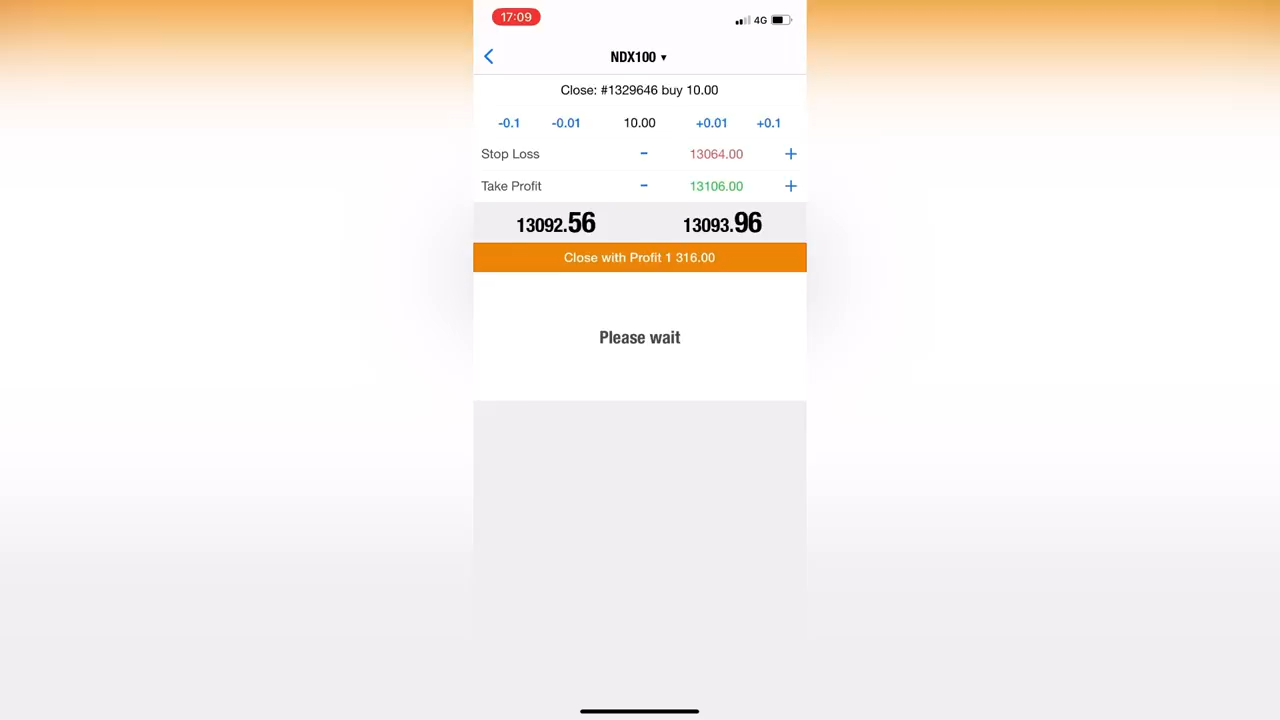 17:09 4G
NDX100 ▼
Close: #1329646 buy 10.00
-0.1 -0.01 10.00 +0.01 +0.1
Stop Loss - 13064.00 +
Take Profit - 13106.00 +
13092.56 13093.96
Close with Profit 1 316.00
Please wait